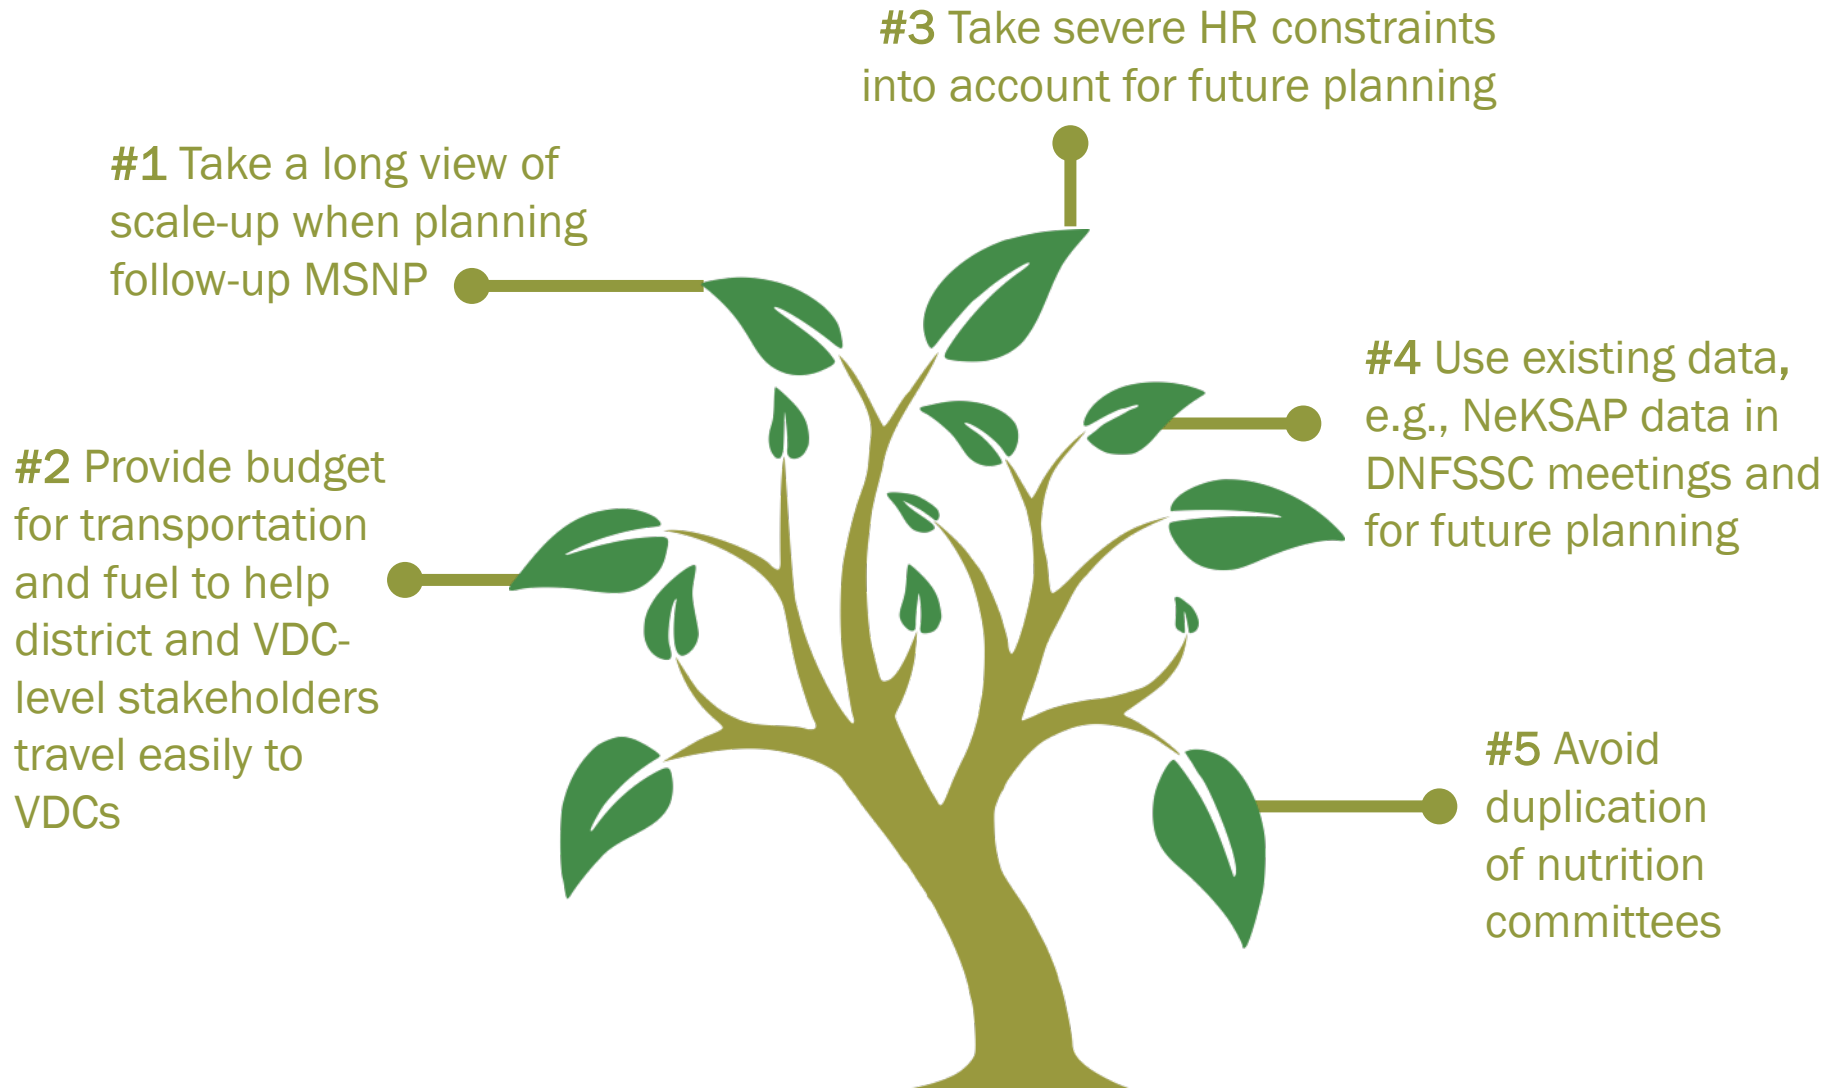 #1 Take a long view of
scale-up when planning
follow-up MSNP
#2 Provide budget
for transportation
and fuel to help
district and VDC-
level stakeholders
travel easily to
VDCs
#3 Take severe HR constraints
into account for future planning
#4 Use existing data,
e.g., NeKSAP data in
DNFSSC meetings and
for future planning
#5 Avoid
duplication
of nutrition
committees